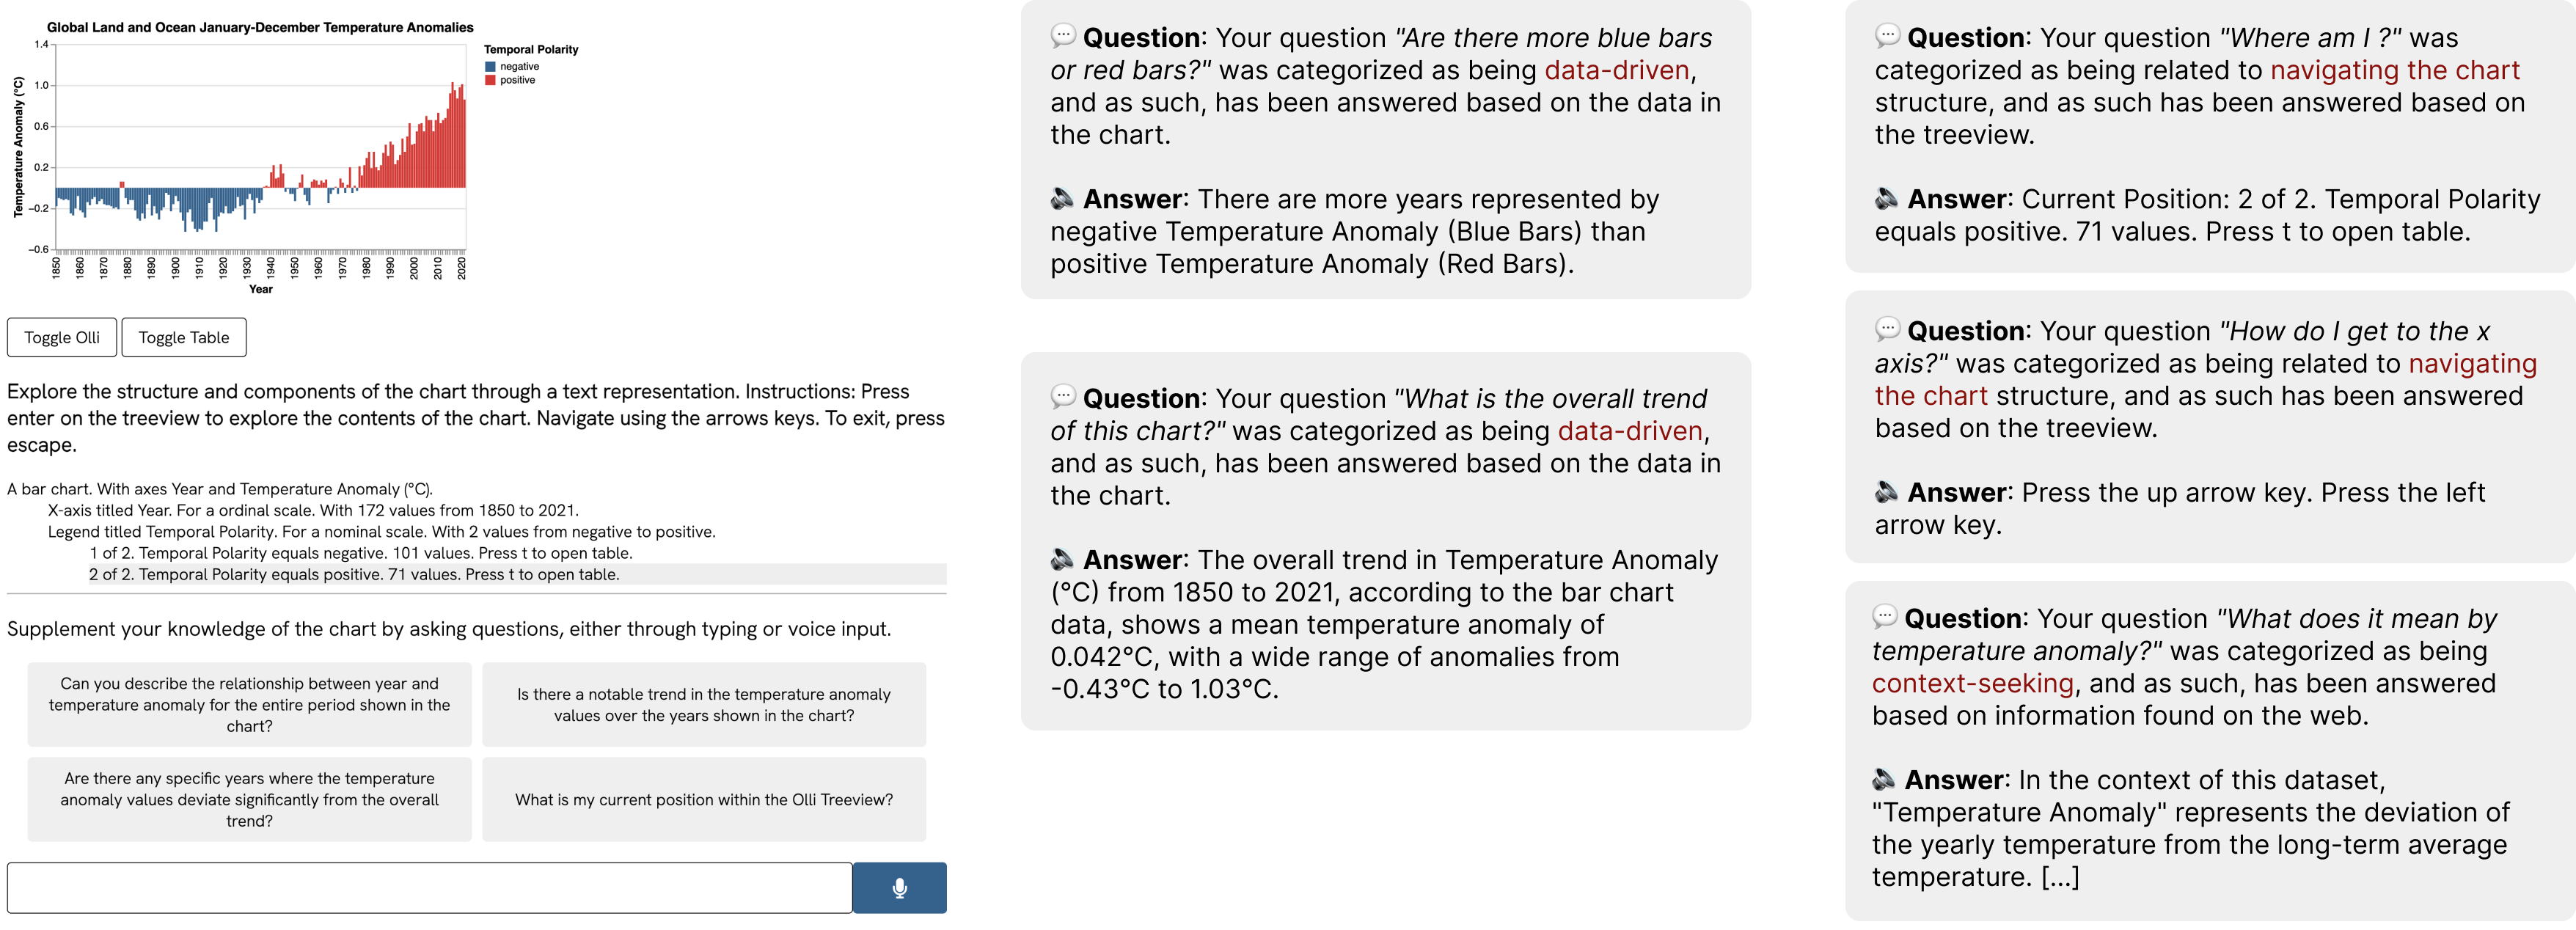 Global Land and Ocean January-December Temperature Anomalies
Temporal Polarity
negative
positive
1.4
1.0
0.6
0.2
−0.2
−0.6
Temperature Anomaly (°C)
1850
1860
1870
1880
1890
1900
1910
1920
1930
1940
1950
1960
1970
1980
1990
2000
2010
2020
Year
Toggle Olli
Toggle Table
Explore the structure and components of the chart through a text representation. Instructions: Press
enter on the treeview to explore the contents of the chart. Navigate using the arrows keys. To exit, press
escape.
A bar chart. With axes Year and Temperature Anomaly (°C).
X-axis titled Year. For a ordinal scale. With 172 values from 1850 to 2021.
Legend titled Temporal Polarity. For a nominal scale. With 2 values from negative to positive.
1 of 2. Temporal Polarity equals negative. 101 values. Press t to open table.
2 of 2. Temporal Polarity equals positive. 71 values. Press t to open table.
Supplement your knowledge of the chart by asking questions, either through typing or voice input.
Can you describe the relationship between year and
temperature anomaly for the entire period shown in the
chart?
Is there a notable trend in the temperature anomaly
values over the years shown in the chart?
Are there any specific years where the temperature
anomaly values deviate significantly from the overall
trend?
What is my current position within the Olli Treeview?
Question: Your question "Are there more blue bars
or red bars?" was categorized as being data-driven,
and as such, has been answered based on the data in
the chart.
Answer: There are more years represented by
negative Temperature Anomaly (Blue Bars) than
positive Temperature Anomaly (Red Bars).
Question: Your question "What is the overall trend
of this chart?" was categorized as being data-driven,
and as such, has been answered based on the data in
the chart.
Answer: The overall trend in Temperature Anomaly
(°C) from 1850 to 2021, according to the bar chart
data, shows a mean temperature anomaly of
0.042°C, with a wide range of anomalies from
-0.43°C to 1.03°C.
Question: Your question "Where am I ?" was
categorized as being related to navigating the chart
structure, and as such has been answered based on
the treeview.
Answer: Current Position: 2 of 2. Temporal Polarity
equals positive. 71 values. Press t to open table.
Question: Your question "How do I get to the x
axis?" was categorized as being related to navigating
the chart structure, and as such has been answered
based on the treeview.
Answer: Press the up arrow key. Press the left
arrow key.
Question: Your question "What does it mean by
temperature anomaly?" was categorized as being
context-seeking, and as such, has been answered
based on information found on the web.
Answer: In the context of this dataset,
"Temperature Anomaly" represents the deviation of
the yearly temperature from the long-term average
temperature. [...]